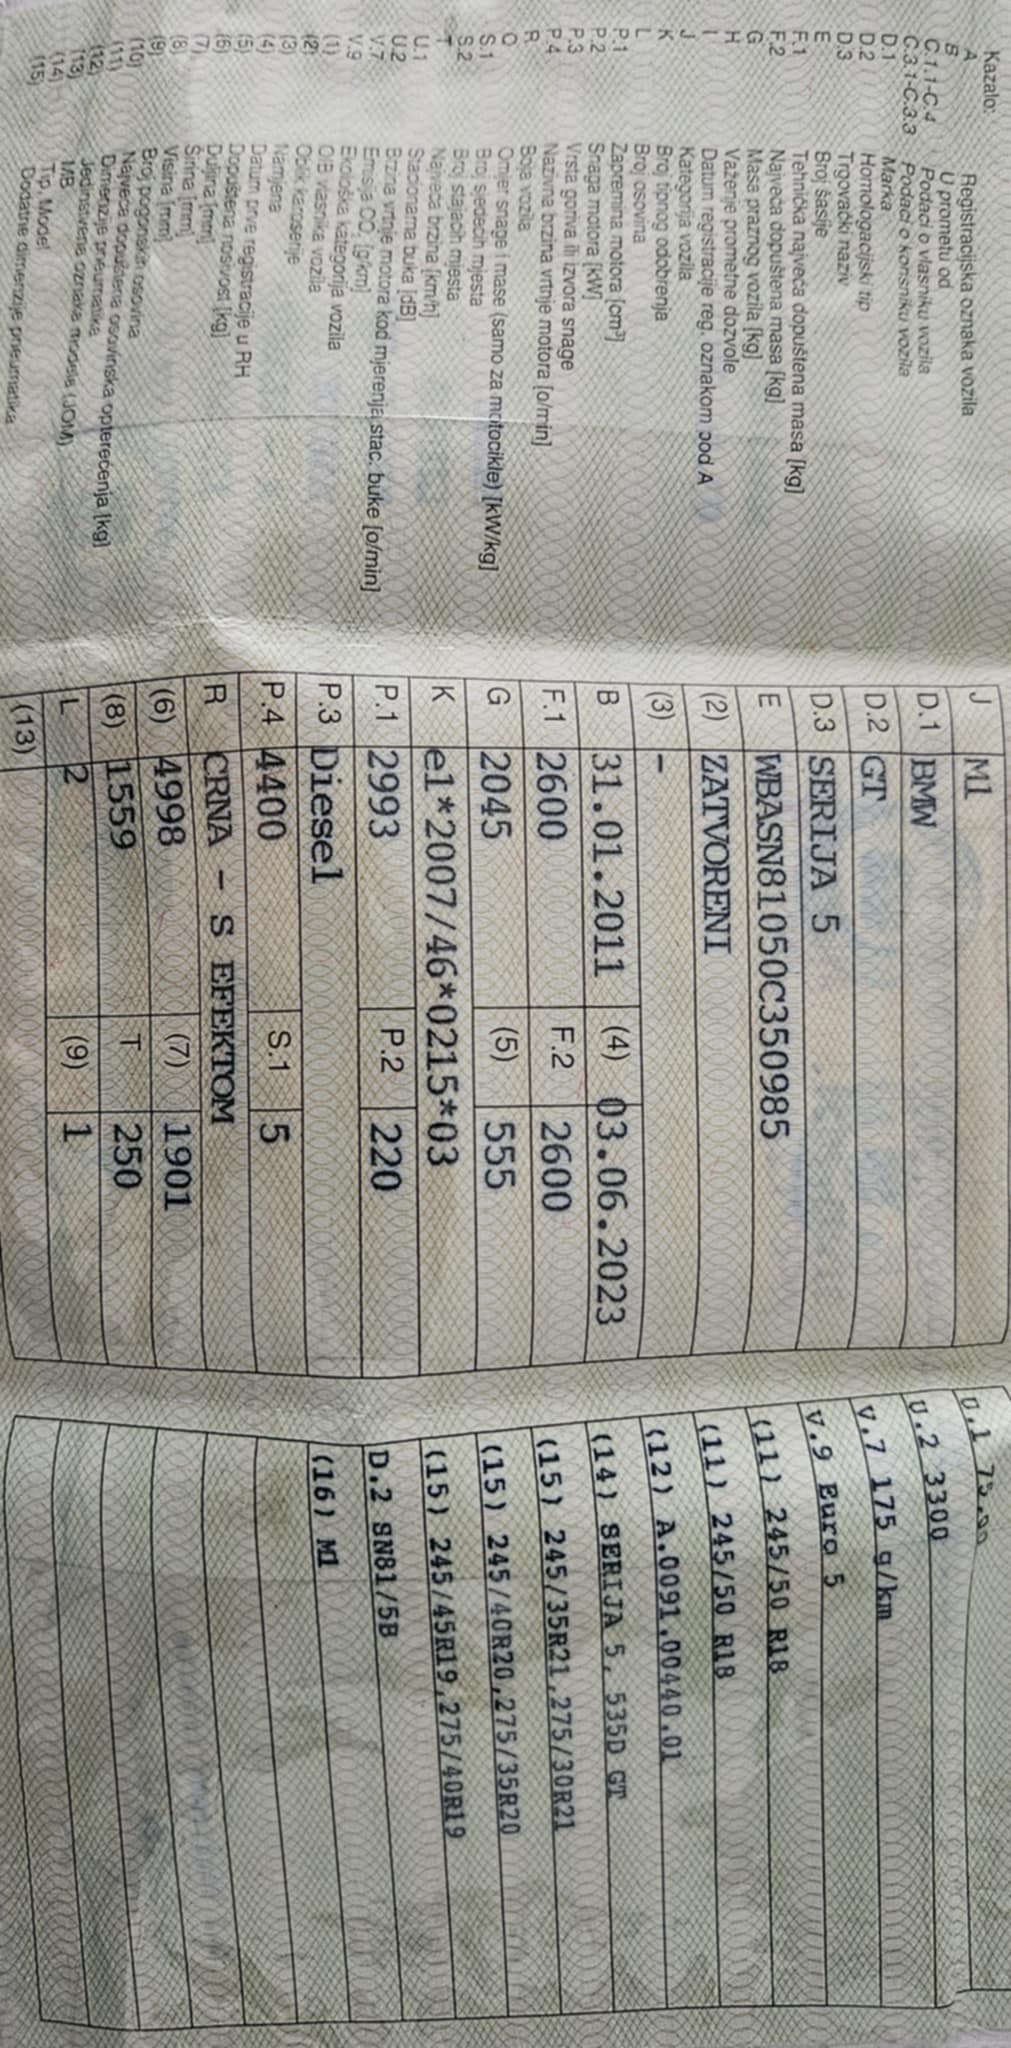 Kazalo:
A Registracijska oznaka vozila
B U prometu od
C.1.1-C.4 Podaci o vlasniku vozila
C.3.1-C.3.3 Podaci o korisniku vozila
D.1 Marka
D.2 Homologacijski tip
D.3 Trgovački naziv
E Broj šasije
F.1 Tehnička najveća dopuštena masa [kg]
F.2 Najveća dopuštena masa [kg]
G Masa praznog vozila [kg]
H Važenje prometne dozvole
I Datum registracije reg. oznakom pod A
J Kategorija vozila
K Broj tipnog odobrenja
L Broj osovina
P.1 Zapremina motora [cm³]
P.2 Snaga motora [kW]
P.3 Vrsta goriva ili izvora snage
P.4 Nazivna brzina vrtnje motora [o/min]
R Boja vozila
Q Omjer snage i mase (samo za motocikle) [kW/kg]
S.1 Broj sjedećih mjesta
S.2 Broj stajaćih mjesta
T Najveća brzina [km/h]
U.1 Stacionarna buka [dB]
U.2 Brzina vrtnje motora kod mjerenja stac. buke [o/min]
V.7 Emisija CO₂ [g/km]
V.9 Ekološka kategorija vozila
(1) OIB vlasnika vozila
(2) Oblik karoserije
(3) Namjena
(4) Datum prve registracije u RH
(5) Dopuštena nosivost [kg]
(6) Duljina [mm]
(7) Širina [mm]
(8) Visina [mm]
(9) Broj pogonskih osovina
(10) Najveća dopuštena osovinska opterećenja [kg]
(11) Dimenzije pneumatika
(12) Jedinstvena oznaka modela (JOM)
(13) MB
(14) Tip, Model
(15) Dodatne dimenzije pneumatika
J M1
D.1 BMW
D.2 GT
D.3 SERIJA 5
E WBASN81050C350985
(2) ZATVORENI
(3) -
B 31.01.2011 (4) 03.06.2023
F.1 2600 F.2 2600
G 2045 (5) 555
K e1*2007/46*0215*03
P.1 2993 P.2 220
P.3 Diesel
P.4 4400 S.1 5
R CRNA - S EFEKTOM
(6) 4998 (7) 1901
(8) 1559 T 250
L 2 (9) 1
(13)
U.1
U.2 3300
V.7 175 g/km
V.9 Euro 5
(11) 245/50 R18
(11) 245/50 R18
(12) A.0091.00440.01
(14) SERIJA 5, 535D GT
(15) 245/35R21,275/30R21
(15) 245/40R20,275/35R20
(15) 245/45R19,275/40R19
D.2 SN81/5B
(16) M1